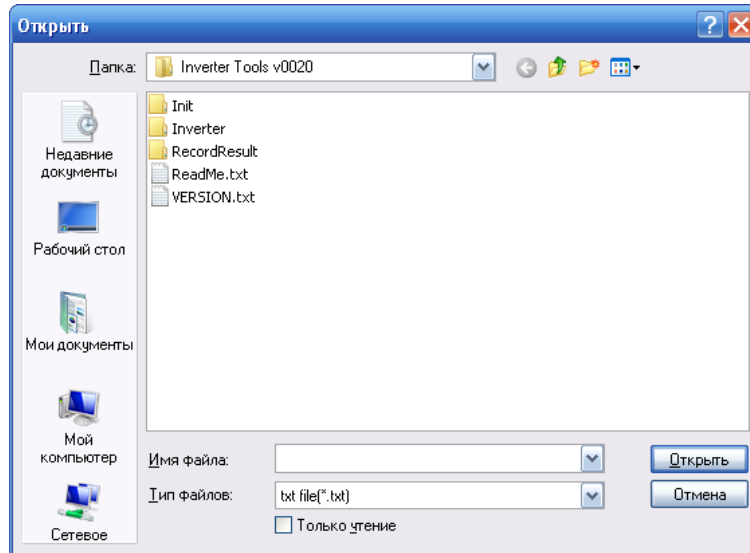 Открыть
Папка: Inverter Tools v0020
Недавние
документы
Рабочий стол
Мои документы
Мой
компьютер
Сетевое
Init
Inverter
RecordResult
ReadMe.txt
VERSION.txt
Имя файла: Открыть
Тип файлов: txt file(*.txt) Отмена
Только чтение